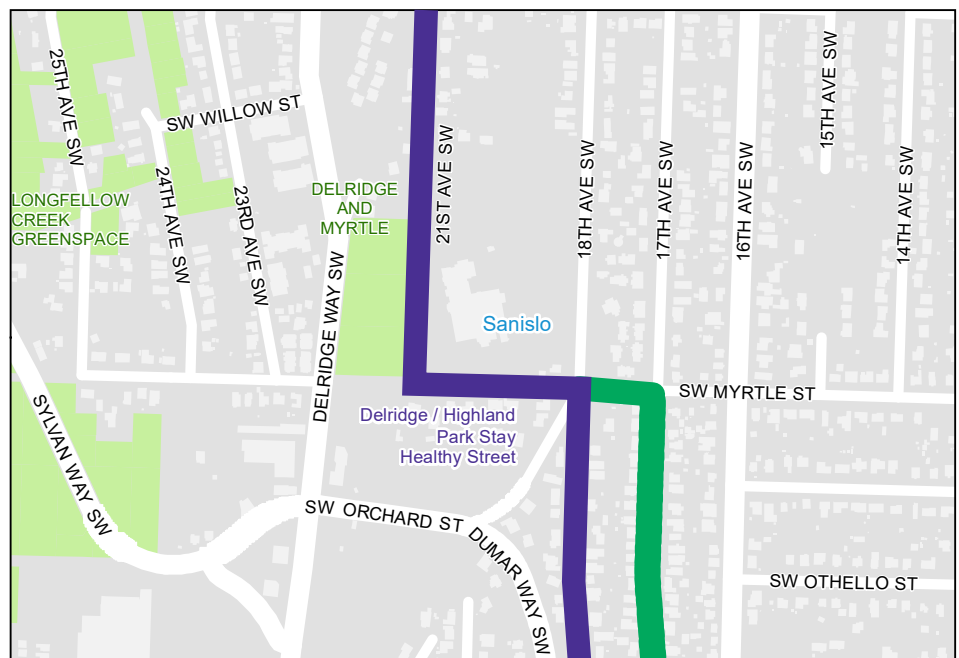 25TH AVE SW
SW WILLOW ST
24TH AVE SW
23RD AVE SW
LONGFELLOW
CREEK
GREENSPACE
DELRIDGE
AND
MYRTLE
DELRIDGE WAY SW
21ST AVE SW
18TH AVE SW
17TH AVE SW
16TH AVE SW
15TH AVE SW
14TH AVE SW
Sanislo
SW MYRTLE ST
Delridge / Highland
Park Stay
Healthy Street
SYLVAN WAY SW
SW ORCHARD ST
DUMAR WAY SW
SW OTHELLO ST